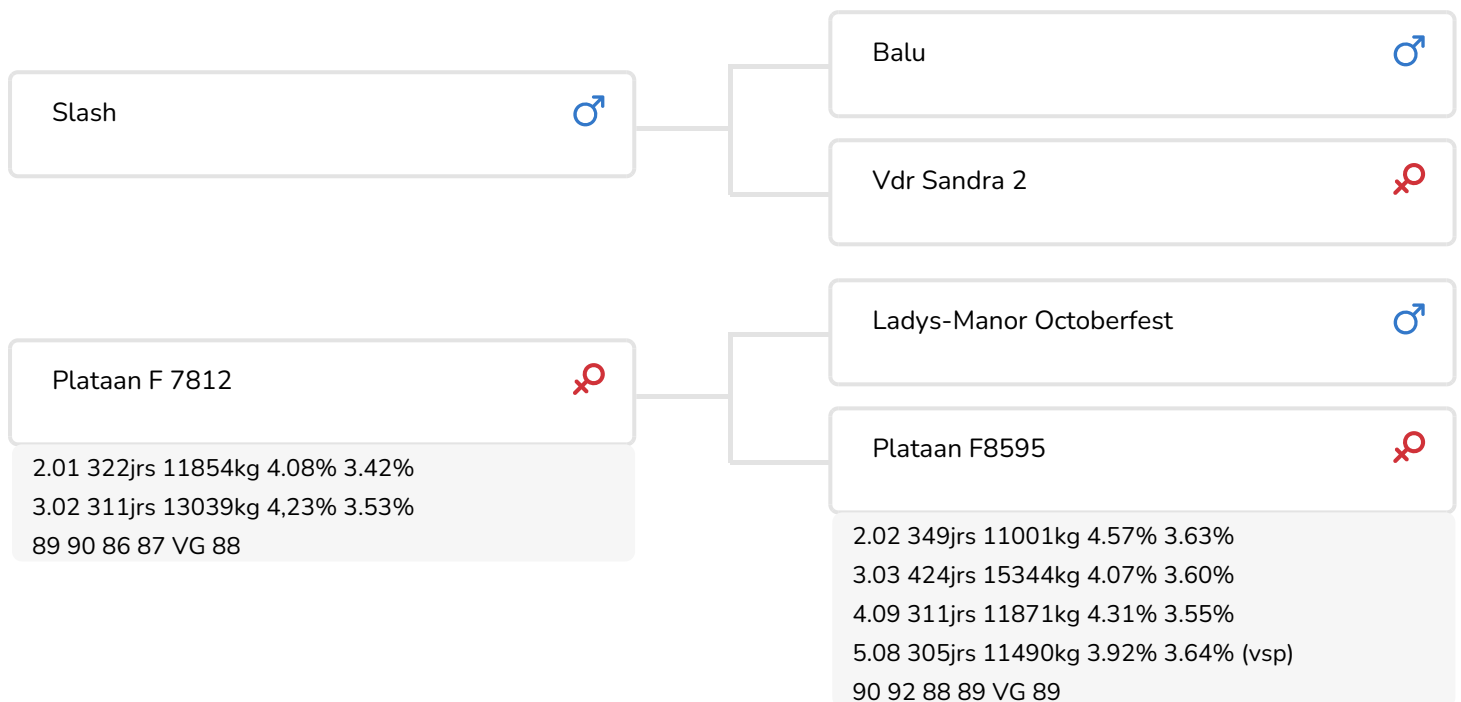 Slash
Balu
Vdr Sandra 2
Plataan F 7812
2.01 322jrs 11854kg 4.08% 3.42%
3.02 311jrs 13039kg 4,23% 3.53%
89 90 86 87 VG 88
Ladys-Manor Octoberfest
Plataan F8595
2.02 349jrs 11001kg 4.57% 3.63%
3.03 424jrs 15344kg 4.07% 3.60%
4.09 311jrs 11871kg 4.31% 3.55%
5.08 305jrs 11490kg 3.92% 3.64% (vsp)
90 92 88 89 VG 89